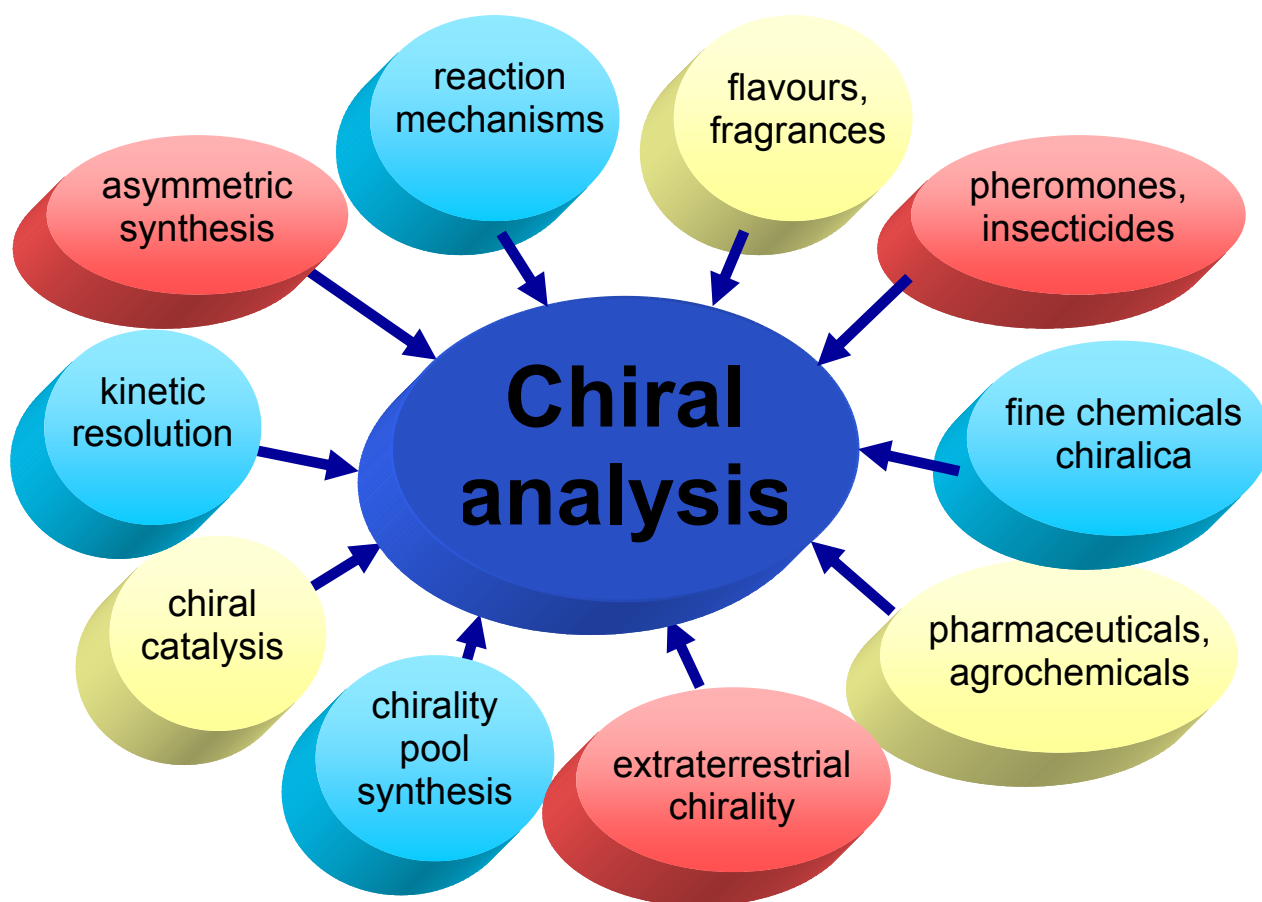 reaction
mechanisms
flavours,
fragrances
asymmetric
synthesis
pheromones,
insecticides
Chiral
analysis
kinetic
resolution
fine chemicals
chiralica
chiral
catalysis
pharmaceuticals,
agrochemicals
chirality
pool
synthesis
extraterrestrial
chirality